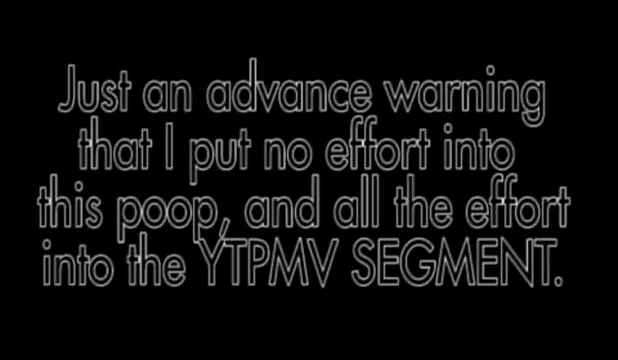 Just an advance warning
that I put no effort into
this poop, and all the effort
into the YTPMV SEGMENT.